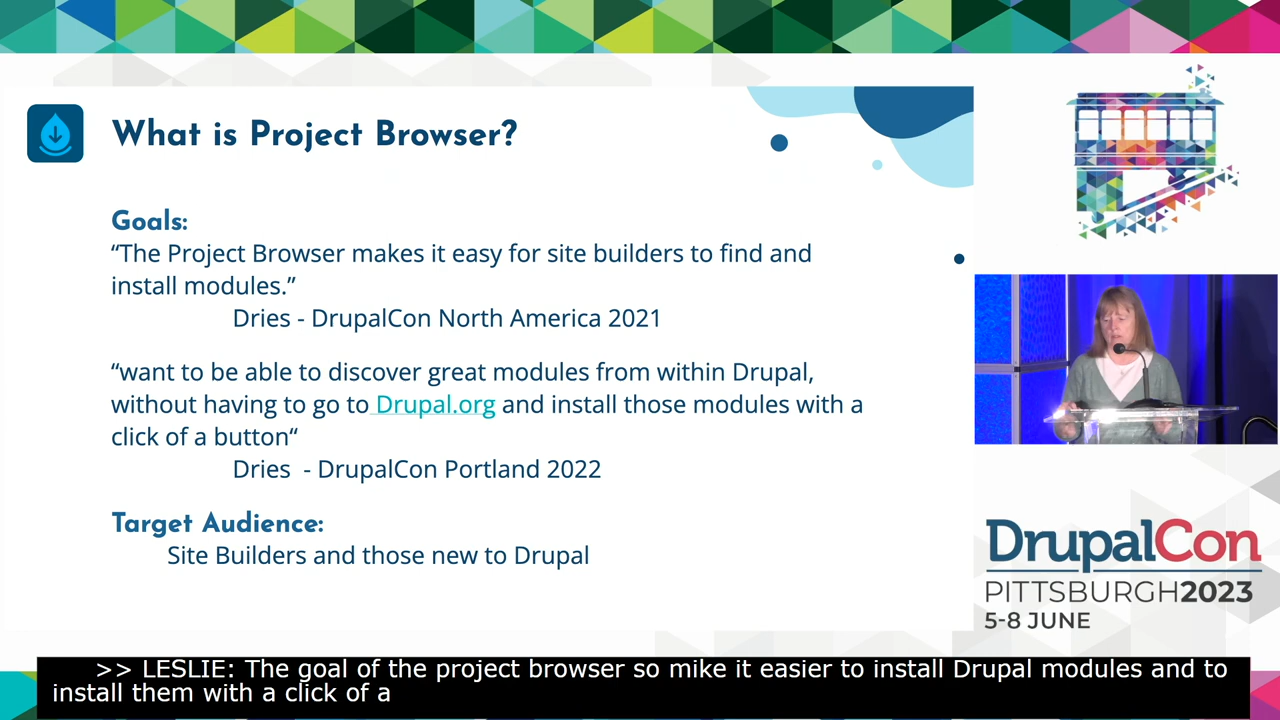 What is Project Browser?
Goals:
“The Project Browser makes it easy for site builders to find and
install modules.”
Dries - DrupalCon North America 2021
“want to be able to discover great modules from within Drupal,
without having to go to Drupal.org and install those modules with a
click of a button“
Dries - DrupalCon Portland 2022
Target Audience:
Site Builders and those new to Drupal
DrupalCon
PITTSBURGH2023
5-8 JUNE
>> LESLIE: The goal of the project browser so mike it easier to install Drupal modules and to
install them with a click of a